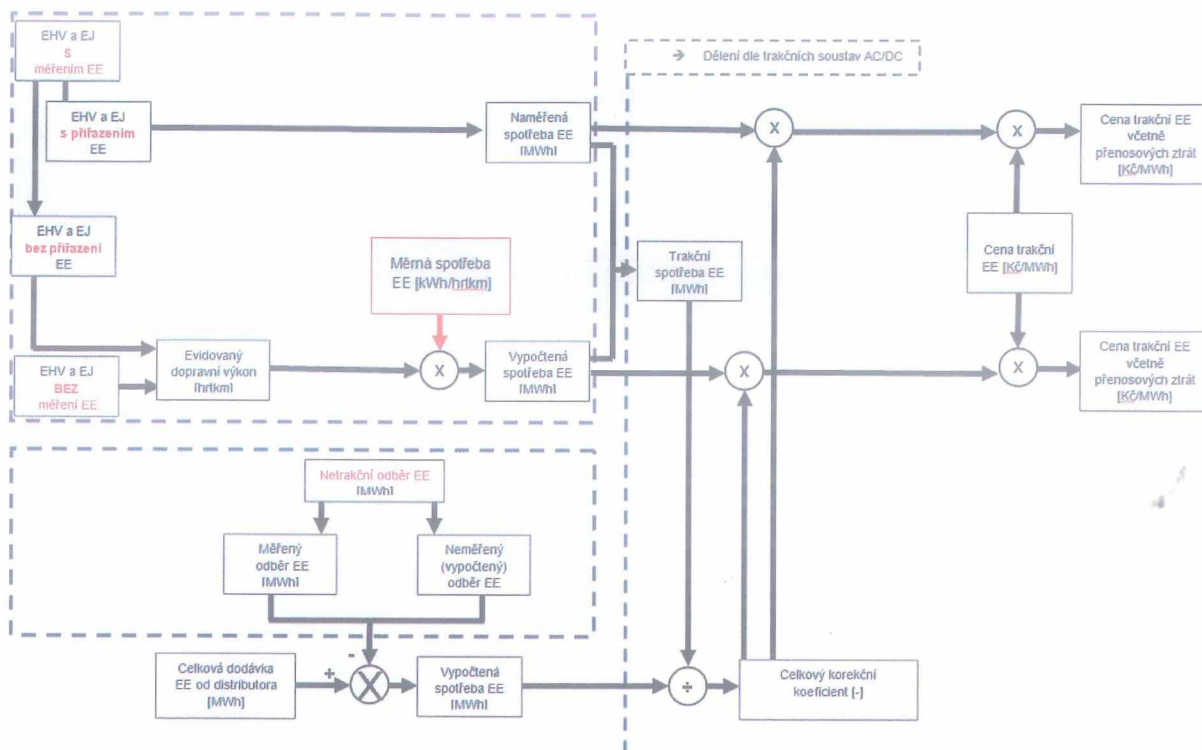 EHV a EJ
S
měřením EE
EHV a EJ
s přiřazením
EE
Naměřená
spotřeba EE
[MWh]
→ Dělení dle trakčních soustav AC/DC
X
X
Cena trakční EE
včetně
přenosových ztrát
[Kč/MWh]
EHV a EJ
bez přiřazení
EE
Měrná spotřeba
EE [kWh/hrtkm]
Trakční
spotřeba EE
[MWh]
Cena trakční
EE [Kč/MWh]
EHV a EJ
BEZ
měření EE
Evidovaný
dopravní výkon
[hrtkm]
X
Vypočtená
spotřeba EE
[MWh]
X
X
Cena trakční EE
včetně
přenosových ztrát
[Kč/MWh]
Netrakční odběr EE
[MWh]
Měřený
odběr EE
[MWh]
Neměřený
(vypočtený)
odběr EE
Celková dodávka
EE od distributora
[MWh]
+
-
X
Vypočtená
spotřeba EE
[MWh]
÷
Celkový korekční
koeficient [-]